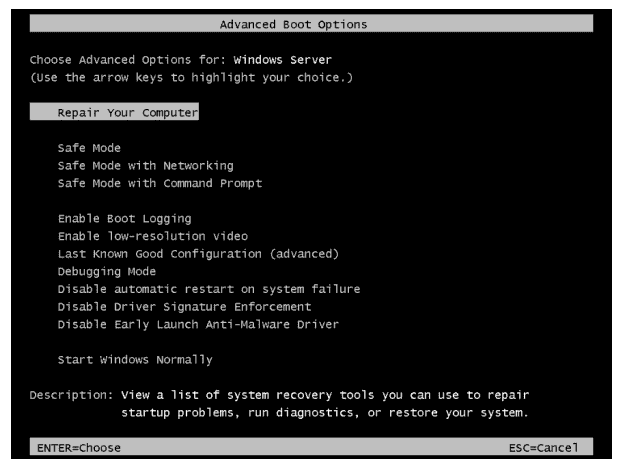 Advanced Boot Options
Choose Advanced Options for: Windows Server
(Use the arrow keys to highlight your choice.)
Repair Your Computer
Safe Mode
Safe Mode with Networking
Safe Mode with Command Prompt
Enable Boot Logging
Enable low-resolution video
Last Known Good Configuration (advanced)
Debugging Mode
Disable automatic restart on system failure
Disable Driver Signature Enforcement
Disable Early Launch Anti-Malware Driver
Start Windows Normally
Description: View a list of system recovery tools you can use to repair
startup problems, run diagnostics, or restore your system.
ENTER=Choose ESC=Cancel